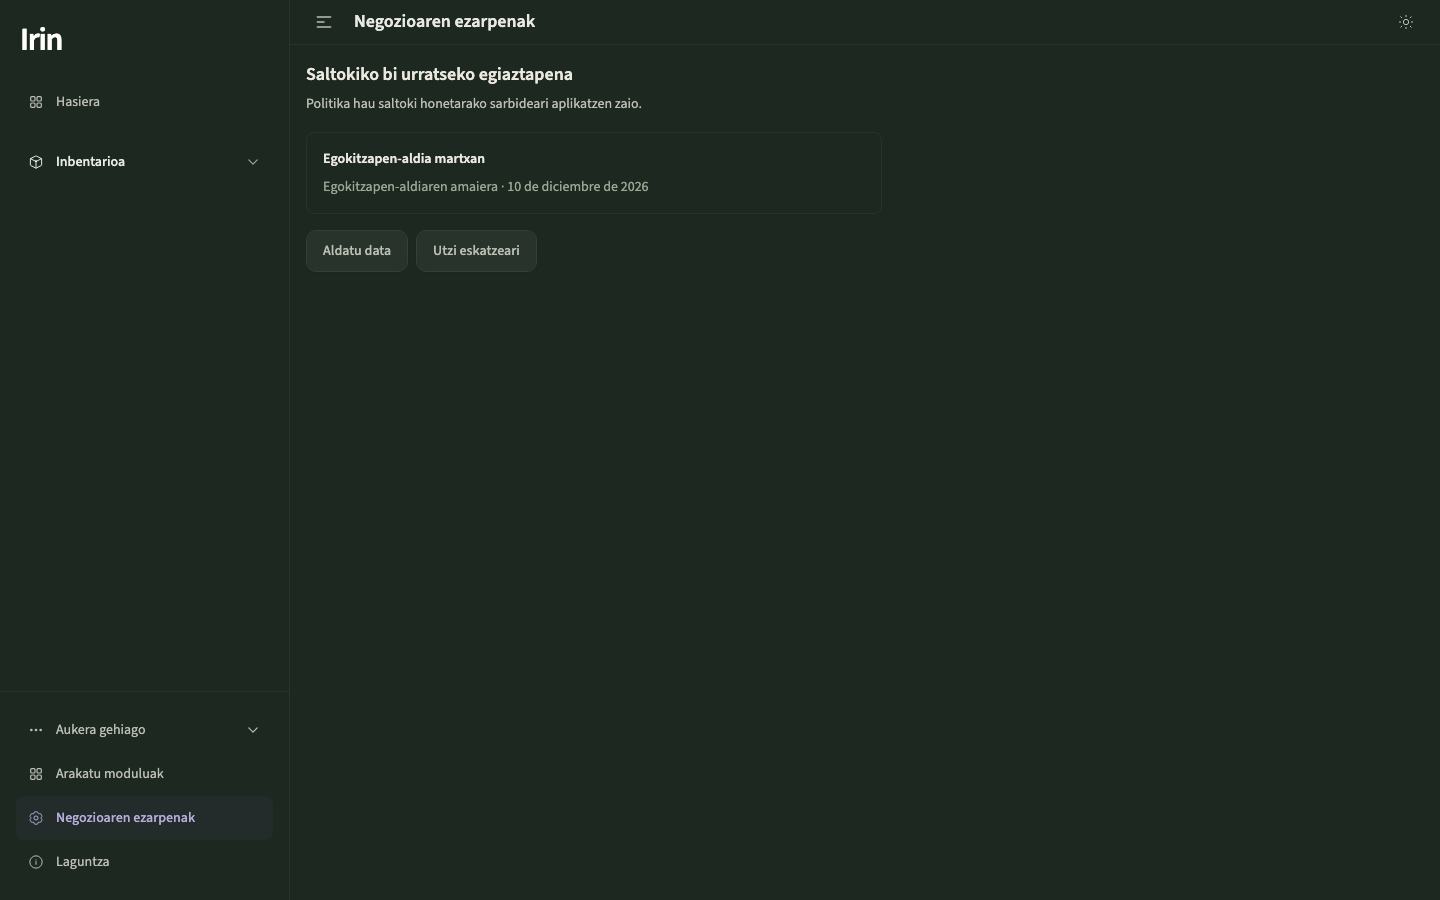 Irin
Hasiera
Inbentarioa
Aukera gehiago
Arakatu moduluak
Negozioaren ezarpenak
Laguntza
Negozioaren ezarpenak
Saltokiko bi urratseko egiaztapena
Politika hau saltoki honetarako sarbideari aplikatzen zaio.
Egokitzapen-aldia martxan
Egokitzapen-aldiaren amaiera · 10 de diciembre de 2026
Aldatu data
Utzi eskatzeari